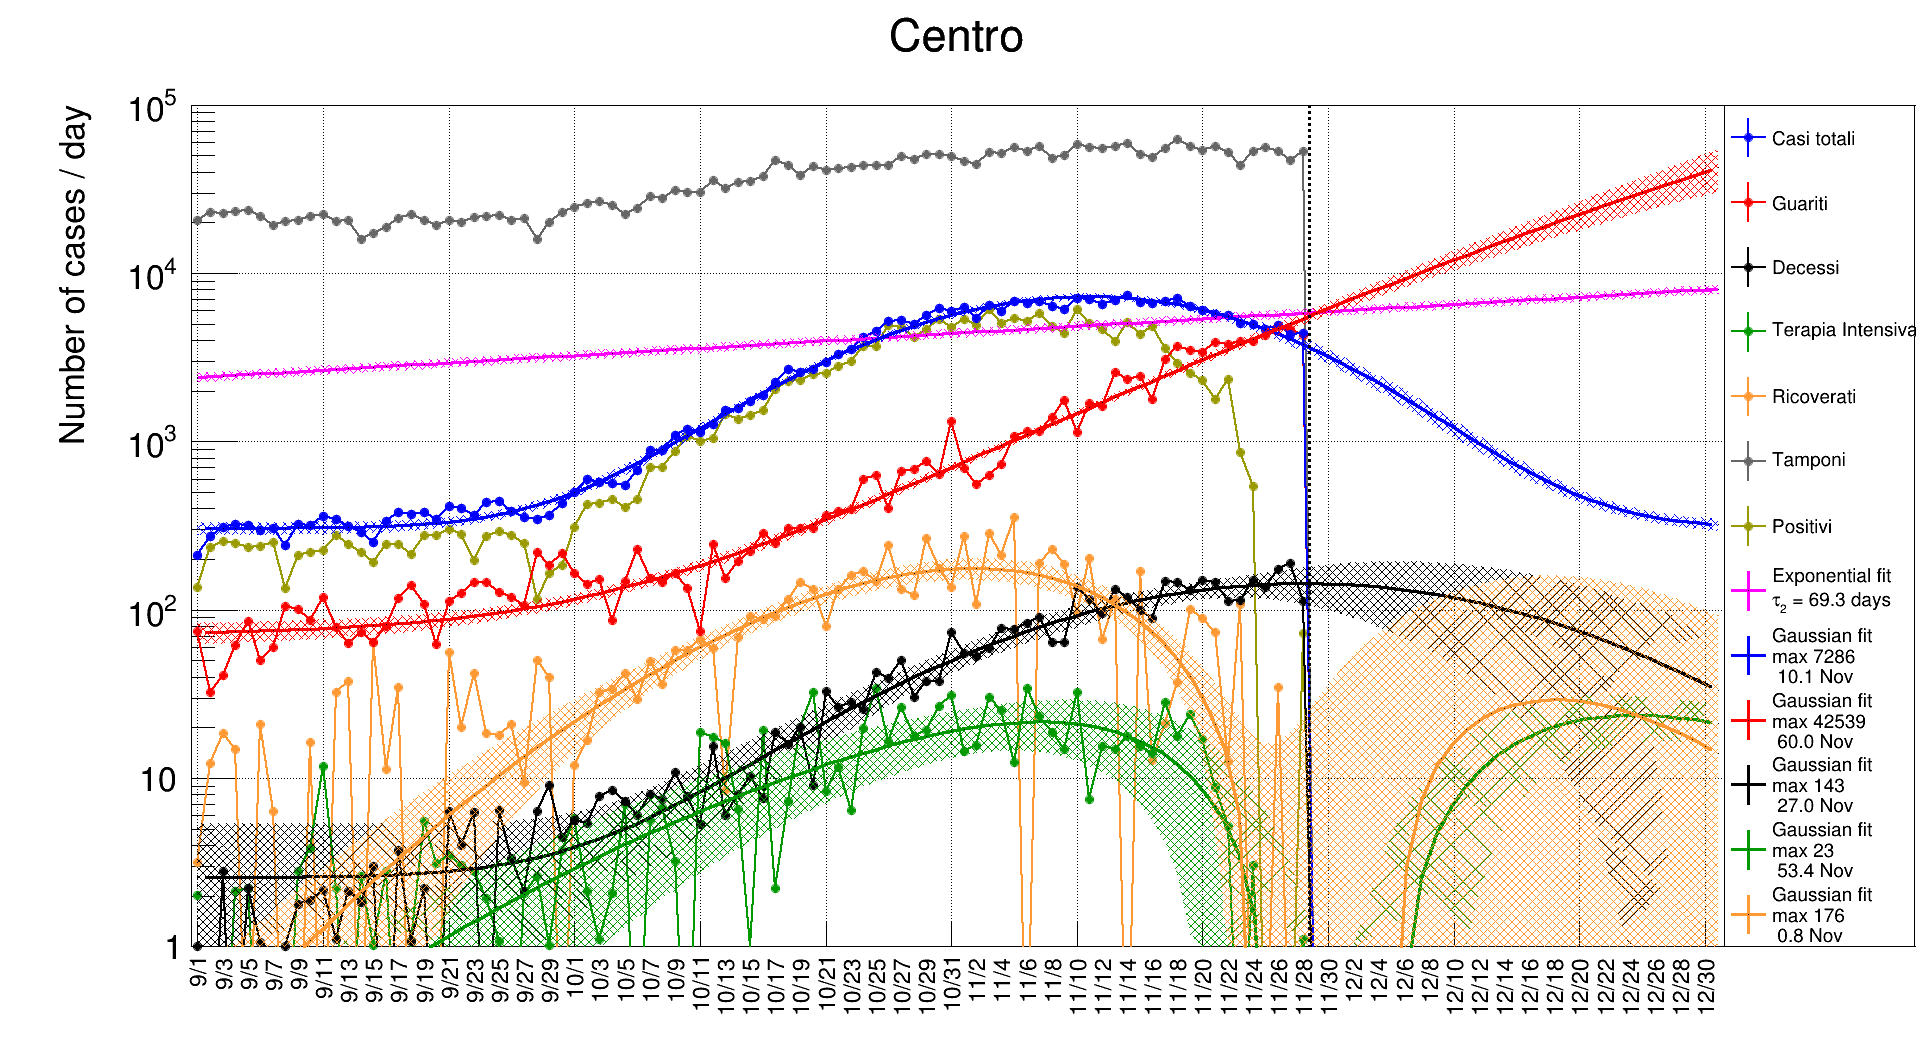 Centro
Number of cases / day
10^5
10^4
10^3
10^2
10
1
9/1 9/3 9/5 9/7 9/9 9/11 9/13 9/15 9/17 9/19 9/21 9/23 9/25 9/27 9/29 10/1 10/3 10/5 10/7 10/9 10/11 10/13 10/15 10/17 10/19 10/21 10/23 10/25 10/27 10/29 10/31 11/2 11/4 11/6 11/8 11/10 11/12 11/14 11/16 11/18 11/20 11/22 11/24 11/26 11/28 11/30 12/2 12/4 12/6 12/8 12/10 12/12 12/14 12/16 12/18 12/20 12/22 12/24 12/26 12/28 12/30
Casi totali
Guariti
Decessi
Terapia Intensiva
Ricoverati
Tamponi
Positivi
Exponential fit
τ₂ = 69.3 days
Gaussian fit
max 7286
10.1 Nov
Gaussian fit
max 42539
60.0 Nov
Gaussian fit
max 143
27.0 Nov
Gaussian fit
max 23
53.4 Nov
Gaussian fit
max 176
0.8 Nov